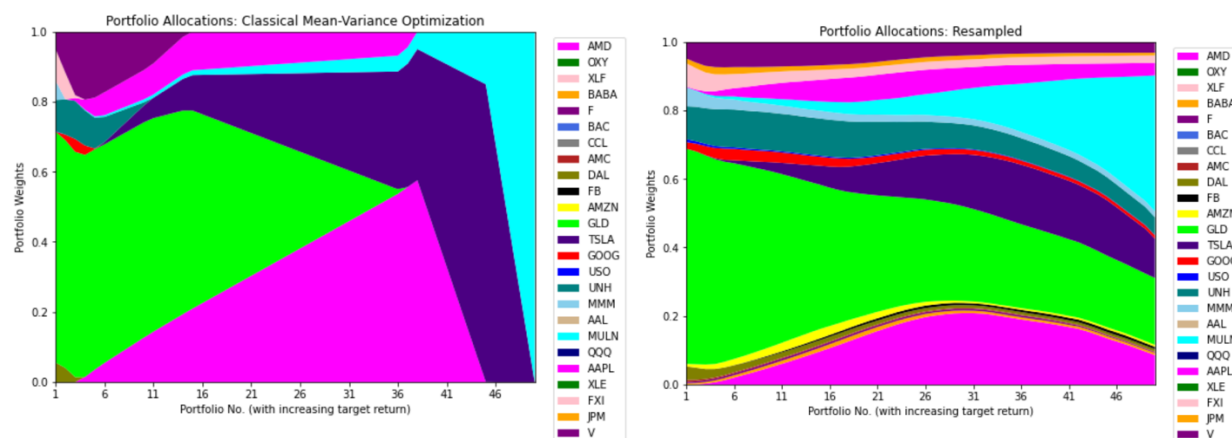 Portfolio Allocations: Classical Mean-Variance Optimization
1.0
0.8
0.6
0.4
0.2
0.0
Portfolio Weights
1 6 11 16 21 26 31 36 41 46
Portfolio No. (with increasing target return)
AMD
OXY
XLF
BABA
F
BAC
CCL
AMC
DAL
FB
AMZN
GLD
TSLA
GOOG
USO
UNH
MMM
AAL
MULN
QQQ
AAPL
XLE
FXI
JPM
V
Portfolio Allocations: Resampled
1.0
0.8
0.6
0.4
0.2
0.0
Portfolio Weights
1 6 11 16 21 26 31 36 41 46
Portfolio No. (with increasing target return)
AMD
OXY
XLF
BABA
F
BAC
CCL
AMC
DAL
FB
AMZN
GLD
TSLA
GOOG
USO
UNH
MMM
AAL
MULN
QQQ
AAPL
XLE
FXI
JPM
V